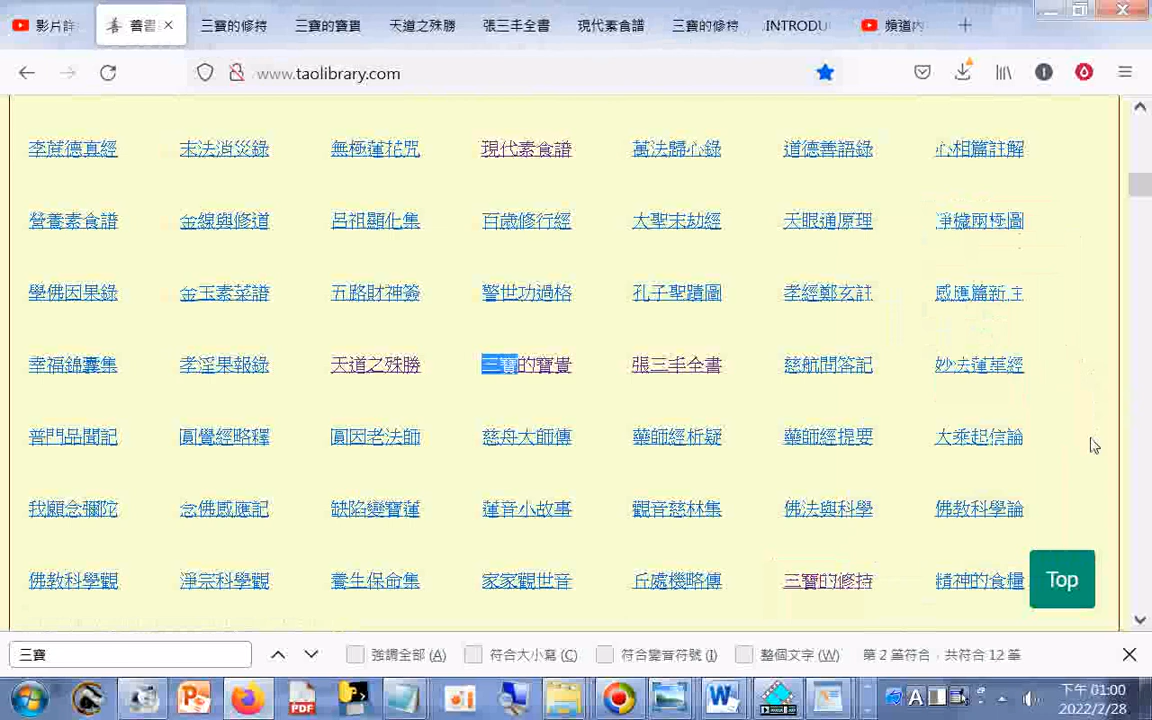 影片詳 善書 三寶的修持 三寶的寶貴 天道之殊勝 張三丰全書 現代素食譜 三寶的修持 INTRODU 頻道內
www.taolibrary.com
李蔗德真經 末法消災錄 無極蓮花咒 現代素食譜 萬法歸心錄 道德善語錄 心相篇註解
營養素食譜 金線與修道 呂祖顯化集 百歲修行經 大聖末劫經 天眼通原理 淨穢兩極圖
學佛因果錄 金玉素菜譜 五路財神簽 警世功過格 孔子聖蹟圖 孝經鄭玄註 感應篇新主
幸福錦囊集 孝淫果報錄 天道之殊勝 三寶的寶貴 張三丰全書 慈航問答記 妙法蓮華經
普門品聞記 圓覺經略釋 圓因老法師 慈舟大師傳 藥師經析疑 藥師經提要 大乘起信論
我願念彌陀 念佛感應記 缺陷變寶蓮 蓮音小故事 觀音慈林集 佛法與科學 佛教科學論
佛教科學觀 淨宗科學觀 養生保命集 家家觀世音 丘處機略傳 三寶的修持 精神的食糧
Top
三寶 強調全部 (A) 符合大小寫 (C) 符合變音符號 (I) 整個文字 (W) 第 2 筆符合，共符合 12 筆
下午 01:00
2022/2/28